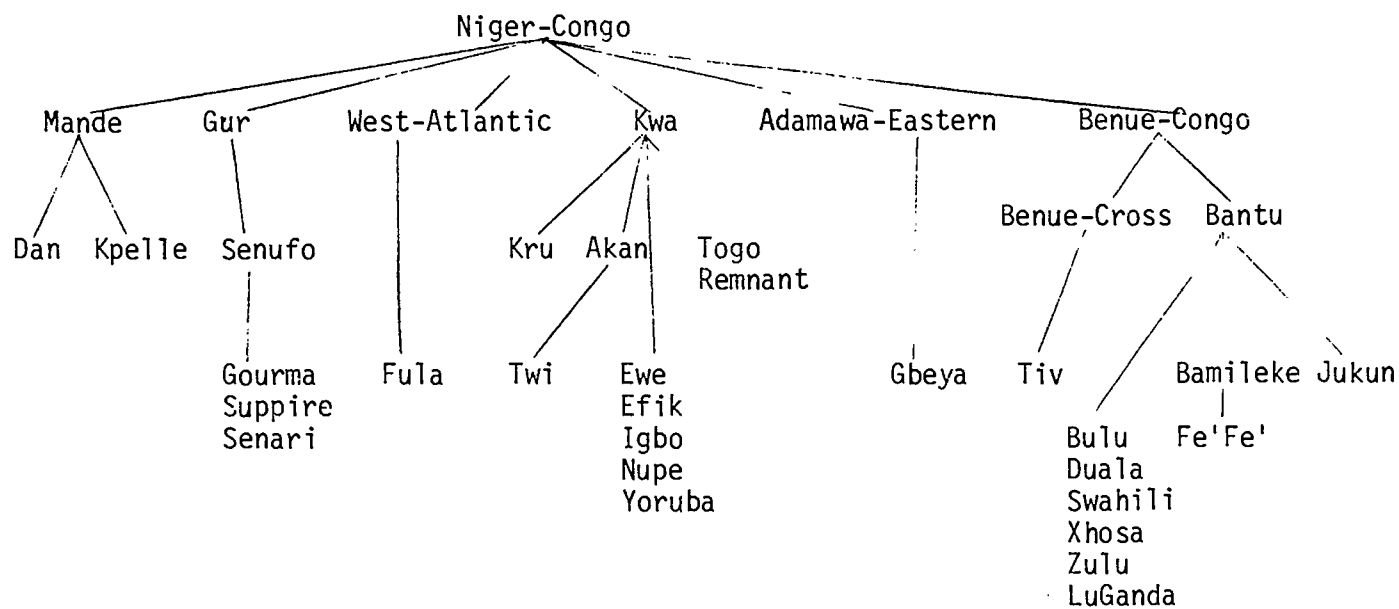 Niger-Congo
Mande Gur West-Atlantic Kwa Adamawa-Eastern Benue-Congo
Benue-Cross Bantu
Dan Kpelle Senufo Kru Akan Togo
Remnant
Gourma Fula Twi Ewe Gbeya Tiv Bamileke Jukun
Suppire Efik
Senari Igbo Bulu Fe'Fe'
Nupe Duala
Yoruba Swahili
Xhosa
Zulu
LuGanda